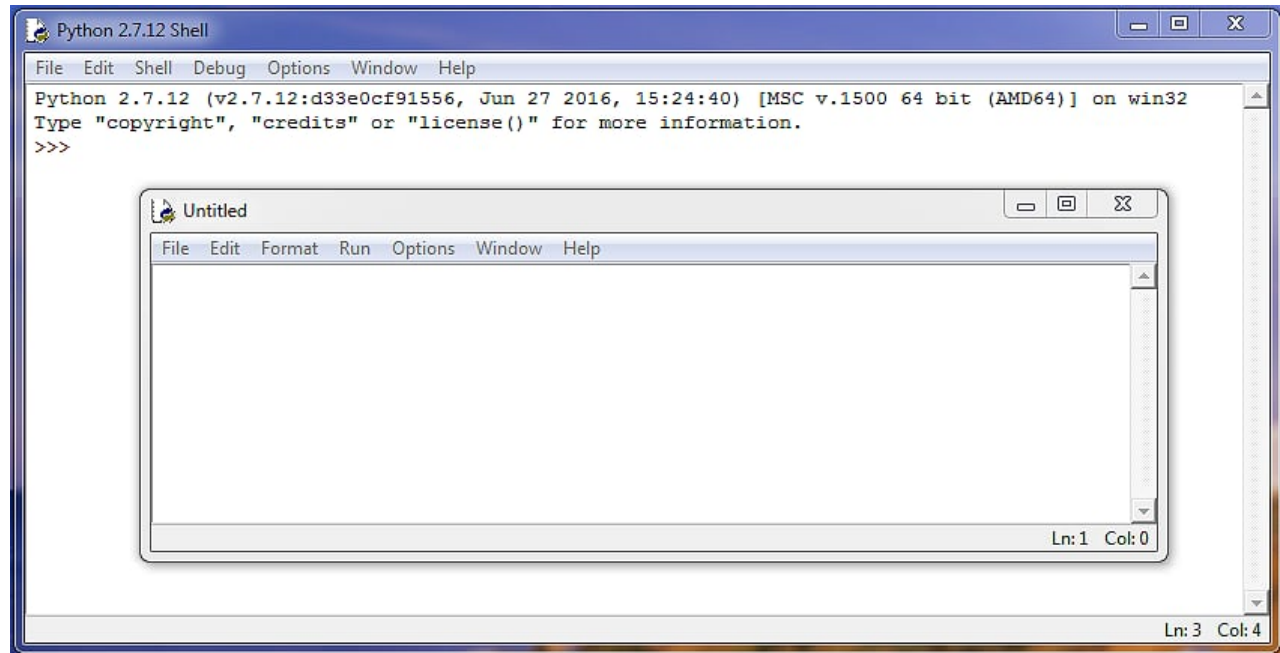 Python 2.7.12 Shell
File Edit Shell Debug Options Window Help
Python 2.7.12 (v2.7.12:d33e0cf91556, Jun 27 2016, 15:24:40) [MSC v.1500 64 bit (AMD64)] on win32
Type "copyright", "credits" or "license()" for more information.
>>>
Untitled
File Edit Format Run Options Window Help
Ln: 1 Col: 0
Ln: 3 Col: 4